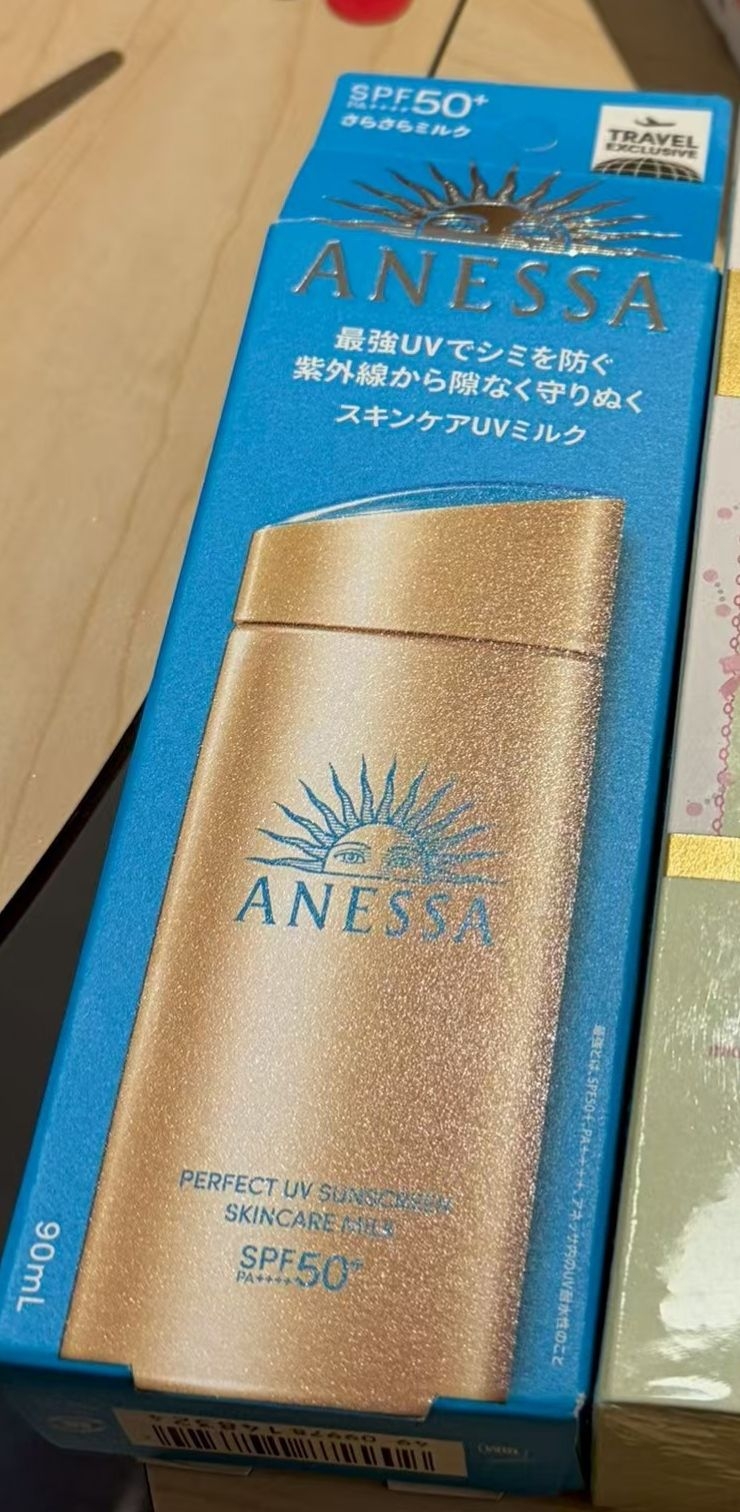 SPF50+
PA++++
さらさらミルク
TRAVEL
EXCLUSIVE
ANESSA
最強UVでシミを防ぐ
紫外線から隙なく守りぬく
スキンケアUVミルク
ANESSA
PERFECT UV SUNSCREEN
SKINCARE MILK
SPF50+
PA++++
90mL